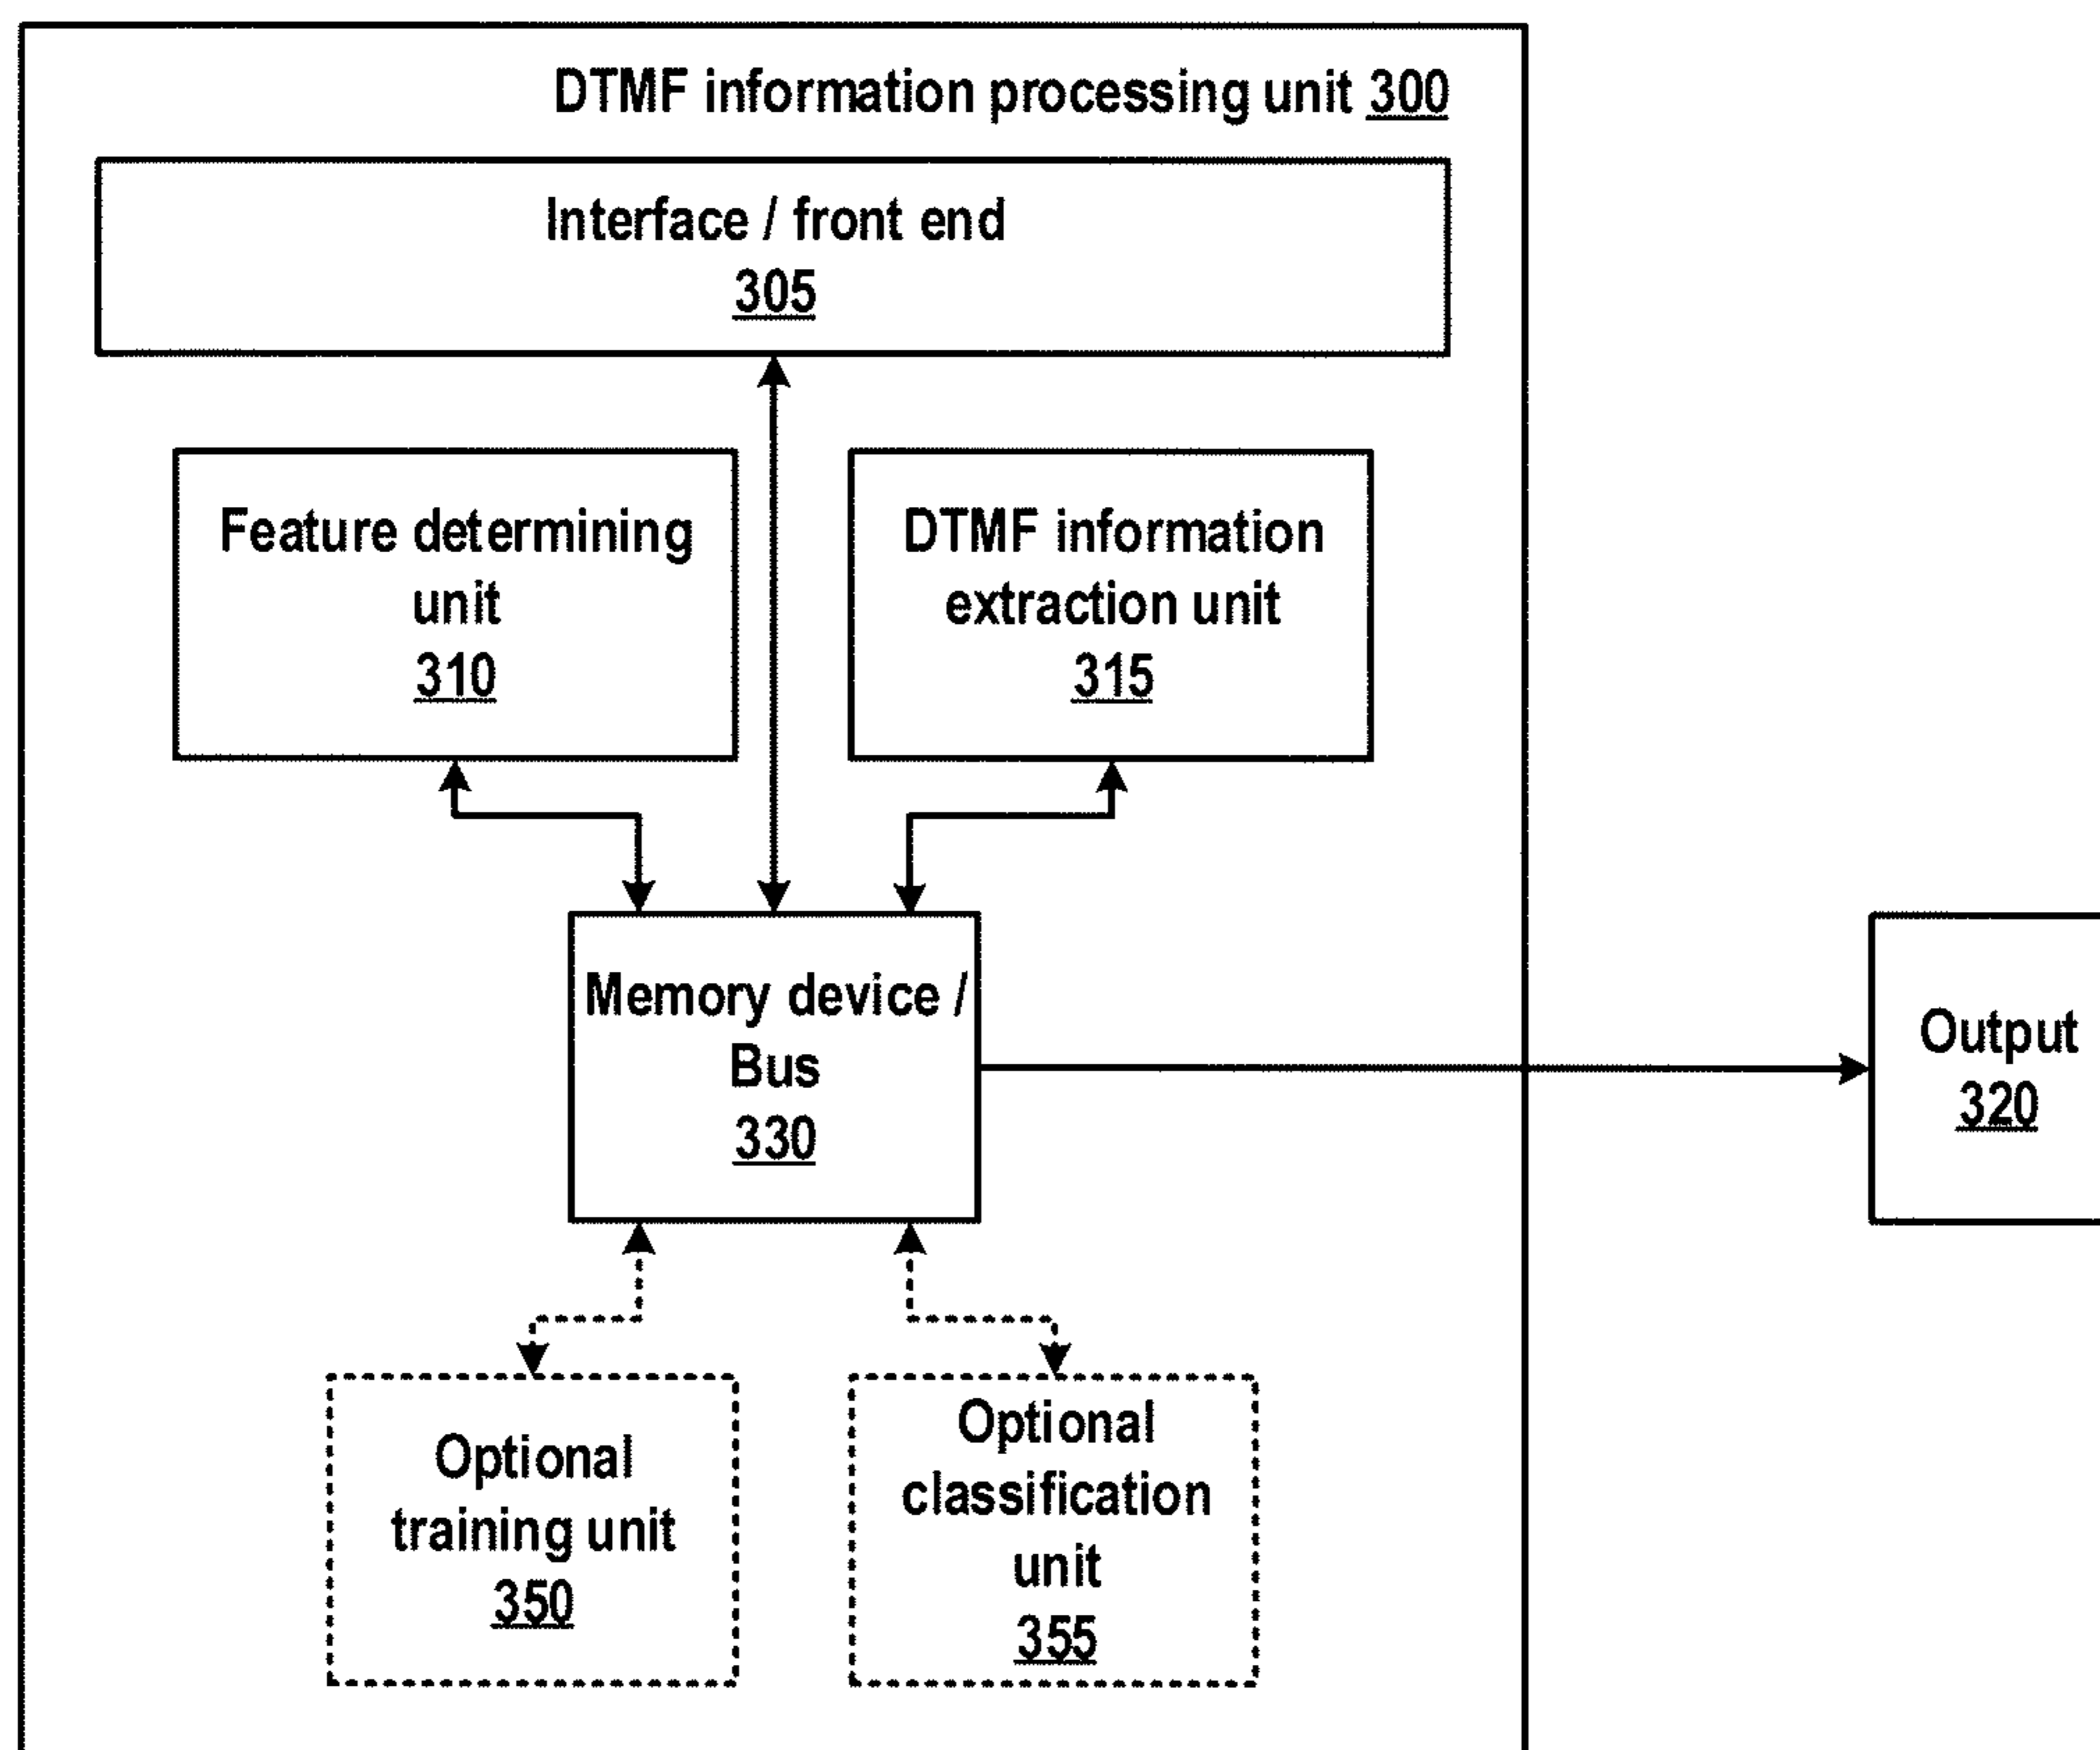 DTMF information processing unit 300
Interface / front end
305
Feature determining
unit
310
DTMF information
extraction unit
315
Memory device /
Bus
330
Output
320
Optional
training unit
350
Optional
classification
unit
355